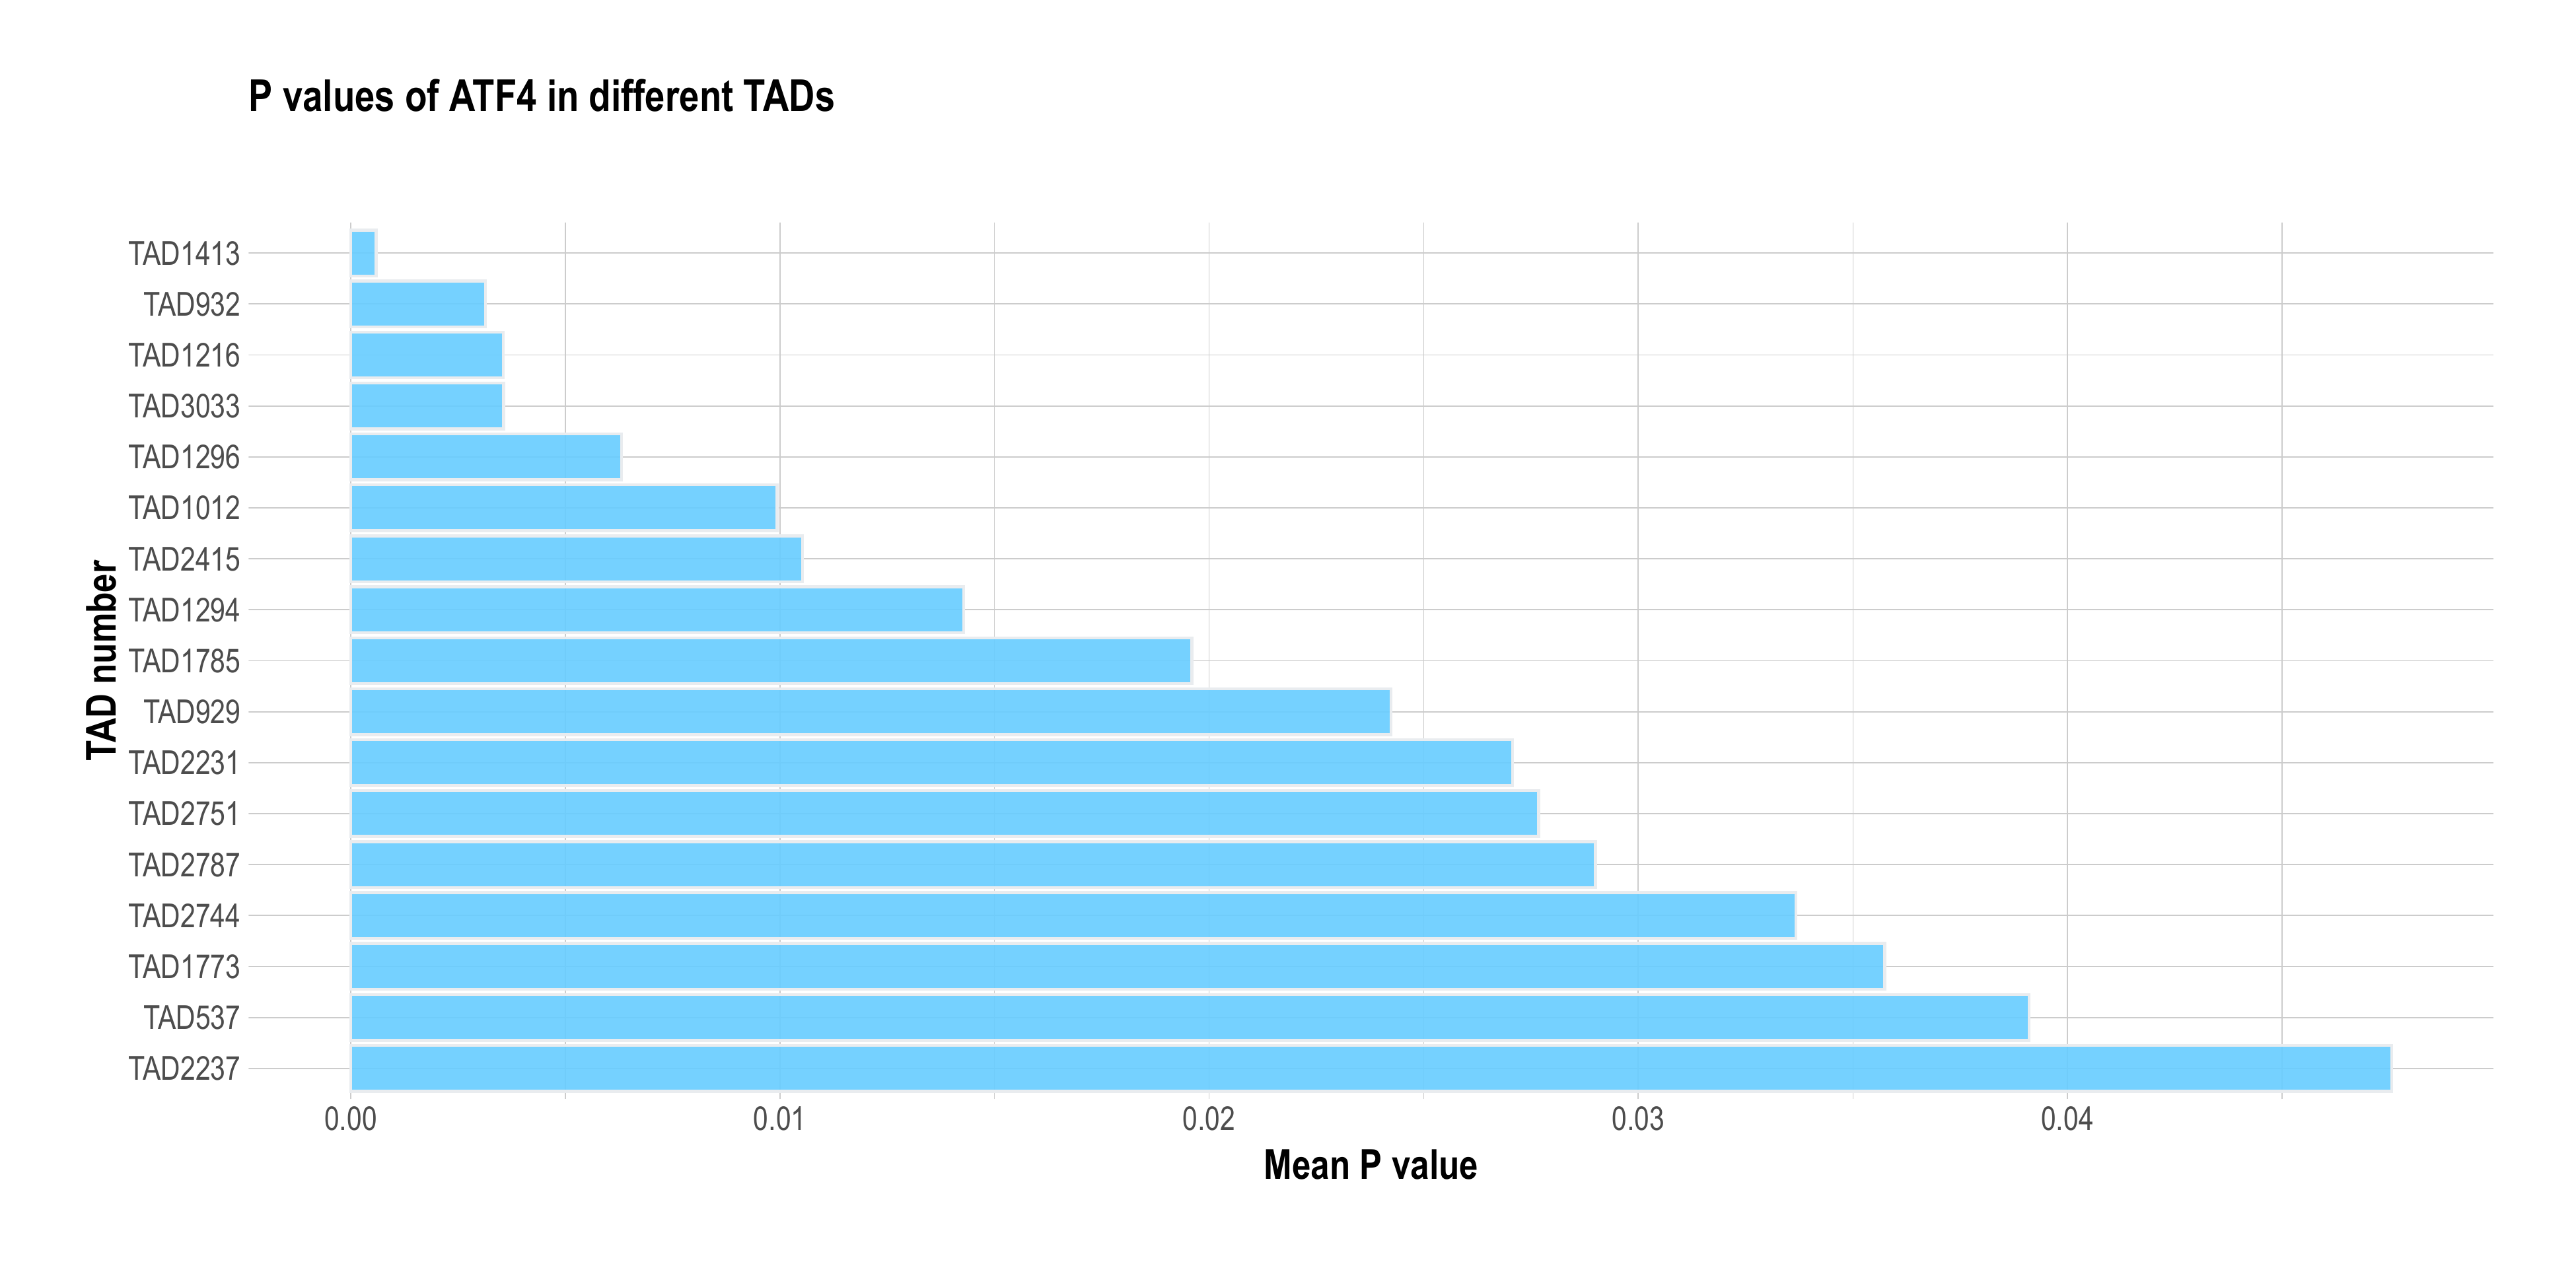 P values of ATF4 in different TADs
TAD number
TAD1413
TAD932
TAD1216
TAD3033
TAD1296
TAD1012
TAD2415
TAD1294
TAD1785
TAD929
TAD2231
TAD2751
TAD2787
TAD2744
TAD1773
TAD537
TAD2237
0.00 0.01 0.02 0.03 0.04
Mean P value